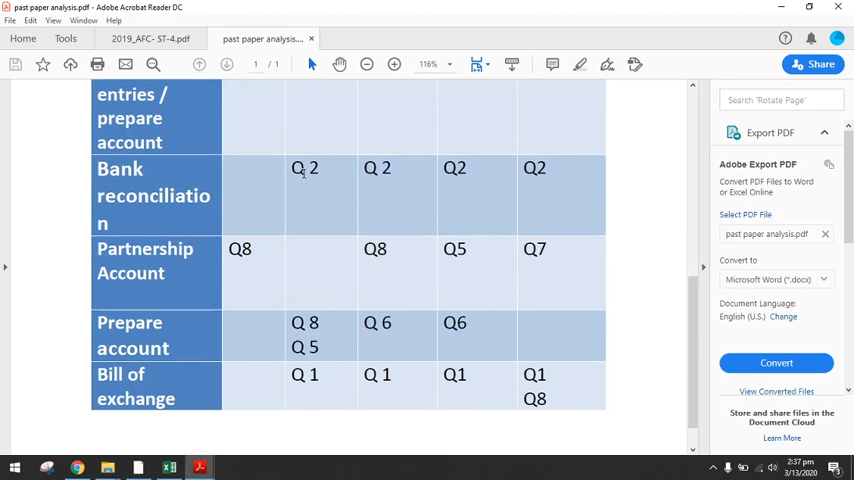 past paper analysis.pdf - Adobe Acrobat Reader DC
File Edit View Window Help
Home Tools 2019_AFC- ST-4.pdf past paper analysis.... ×
1 / 1 116% Share
entries /
prepare
account
Bank
reconciliatio
n
Q 2 Q 2 Q2 Q2
Partnership
Account
Q8 Q8 Q5 Q7
Prepare
account
Q 8 Q 6 Q6
Q 5
Bill of
exchange
Q 1 Q 1 Q1 Q1
Q8
Search 'Rotate Page'
Export PDF
Adobe Export PDF
Convert PDF Files to Word
or Excel Online
Select PDF File
past paper analysis.pdf
Convert to
Microsoft Word (*.docx)
Document Language:
English (U.S.) Change
Convert
View Converted Files
Store and share files in the
Document Cloud
Learn More
2:37 pm
3/13/2020
3